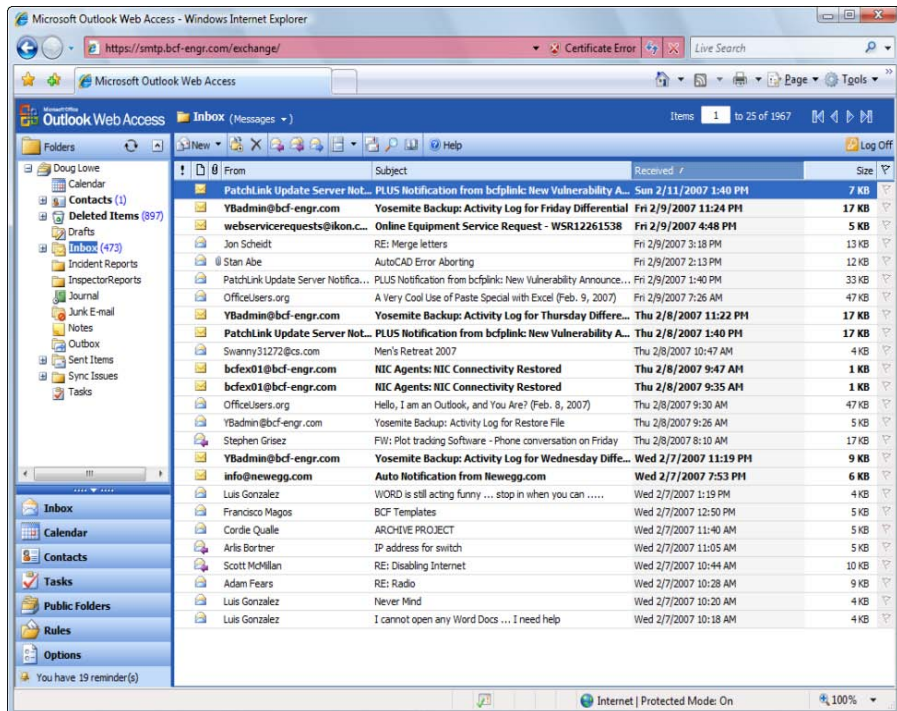 Microsoft Outlook Web Access - Windows Internet Explorer
https://smtp.bcf-engr.com/exchange/ Certificate Error Live Search
Microsoft Outlook Web Access Page Tools
Microsoft Office
Outlook Web Access Inbox (Messages) Items 1 to 25 of 1967
Folders New Help Log Off
Doug Lowe ! From Subject Received / Size
Calendar PatchLink Update Server Not... PLUS Notification from bcfplink: New Vulnerability A... Sun 2/11/2007 1:40 PM 7 KB
Contacts (1) YBadmin@bcf-engr.com Yosemite Backup: Activity Log for Friday Differential Fri 2/9/2007 11:24 PM 17 KB
Deleted Items (897) webservicerequests@ikon.c... Online Equipment Service Request - WSR12261538 Fri 2/9/2007 4:48 PM 5 KB
Drafts Jon Scheidt RE: Merge letters Fri 2/9/2007 3:18 PM 13 KB
Inbox (473) Stan Abe AutoCAD Error Aborting Fri 2/9/2007 2:13 PM 12 KB
Incident Reports PatchLink Update Server Notifica... PLUS Notification from bcfplink: New Vulnerability Announce... Fri 2/9/2007 1:40 PM 33 KB
InspectorReports OfficeUsers.org A Very Cool Use of Paste Special with Excel (Feb. 9, 2007) Fri 2/9/2007 7:26 AM 47 KB
Journal YBadmin@bcf-engr.com Yosemite Backup: Activity Log for Thursday Differe... Thu 2/8/2007 11:22 PM 17 KB
Junk E-mail PatchLink Update Server Not... PLUS Notification from bcfplink: New Vulnerability A... Thu 2/8/2007 1:40 PM 17 KB
Notes Swanny31272@cs.com Men's Retreat 2007 Thu 2/8/2007 10:47 AM 4 KB
Outbox bcfex01@bcf-engr.com NIC Agents: NIC Connectivity Restored Thu 2/8/2007 9:47 AM 1 KB
Sent Items bcfex01@bcf-engr.com NIC Agents: NIC Connectivity Restored Thu 2/8/2007 9:35 AM 1 KB
Sync Issues OfficeUsers.org Hello, I am an Outlook, and You Are? (Feb. 8, 2007) Thu 2/8/2007 9:30 AM 47 KB
Tasks YBadmin@bcf-engr.com Yosemite Backup: Activity Log for Restore File Thu 2/8/2007 9:26 AM 5 KB
Stephen Grisez FW: Plot tracking Software - Phone conversation on Friday Thu 2/8/2007 8:10 AM 17 KB
YBadmin@bcf-engr.com Yosemite Backup: Activity Log for Wednesday Diffe... Wed 2/7/2007 11:19 PM 9 KB
info@newegg.com Auto Notification from Newegg.com Wed 2/7/2007 7:53 PM 6 KB
Luis Gonzalez WORD is still acting funny ... stop in when you can ..... Wed 2/7/2007 1:19 PM 4 KB
Inbox Francisco Magos BCF Templates Wed 2/7/2007 12:50 PM 5 KB
Calendar Cordie Qualle ARCHIVE PROJECT Wed 2/7/2007 11:40 AM 5 KB
Contacts Arlis Bortner IP address for switch Wed 2/7/2007 11:05 AM 5 KB
Scott McMillan RE: Disabling Internet Wed 2/7/2007 10:44 AM 10 KB
Tasks Adam Fears RE: Radio Wed 2/7/2007 10:28 AM 9 KB
Public Folders Luis Gonzalez Never Mind Wed 2/7/2007 10:20 AM 4 KB
Luis Gonzalez I cannot open any Word Docs ... I need help Wed 2/7/2007 10:18 AM 4 KB
Rules
Options
You have 19 reminder(s)
Internet | Protected Mode: On 100%